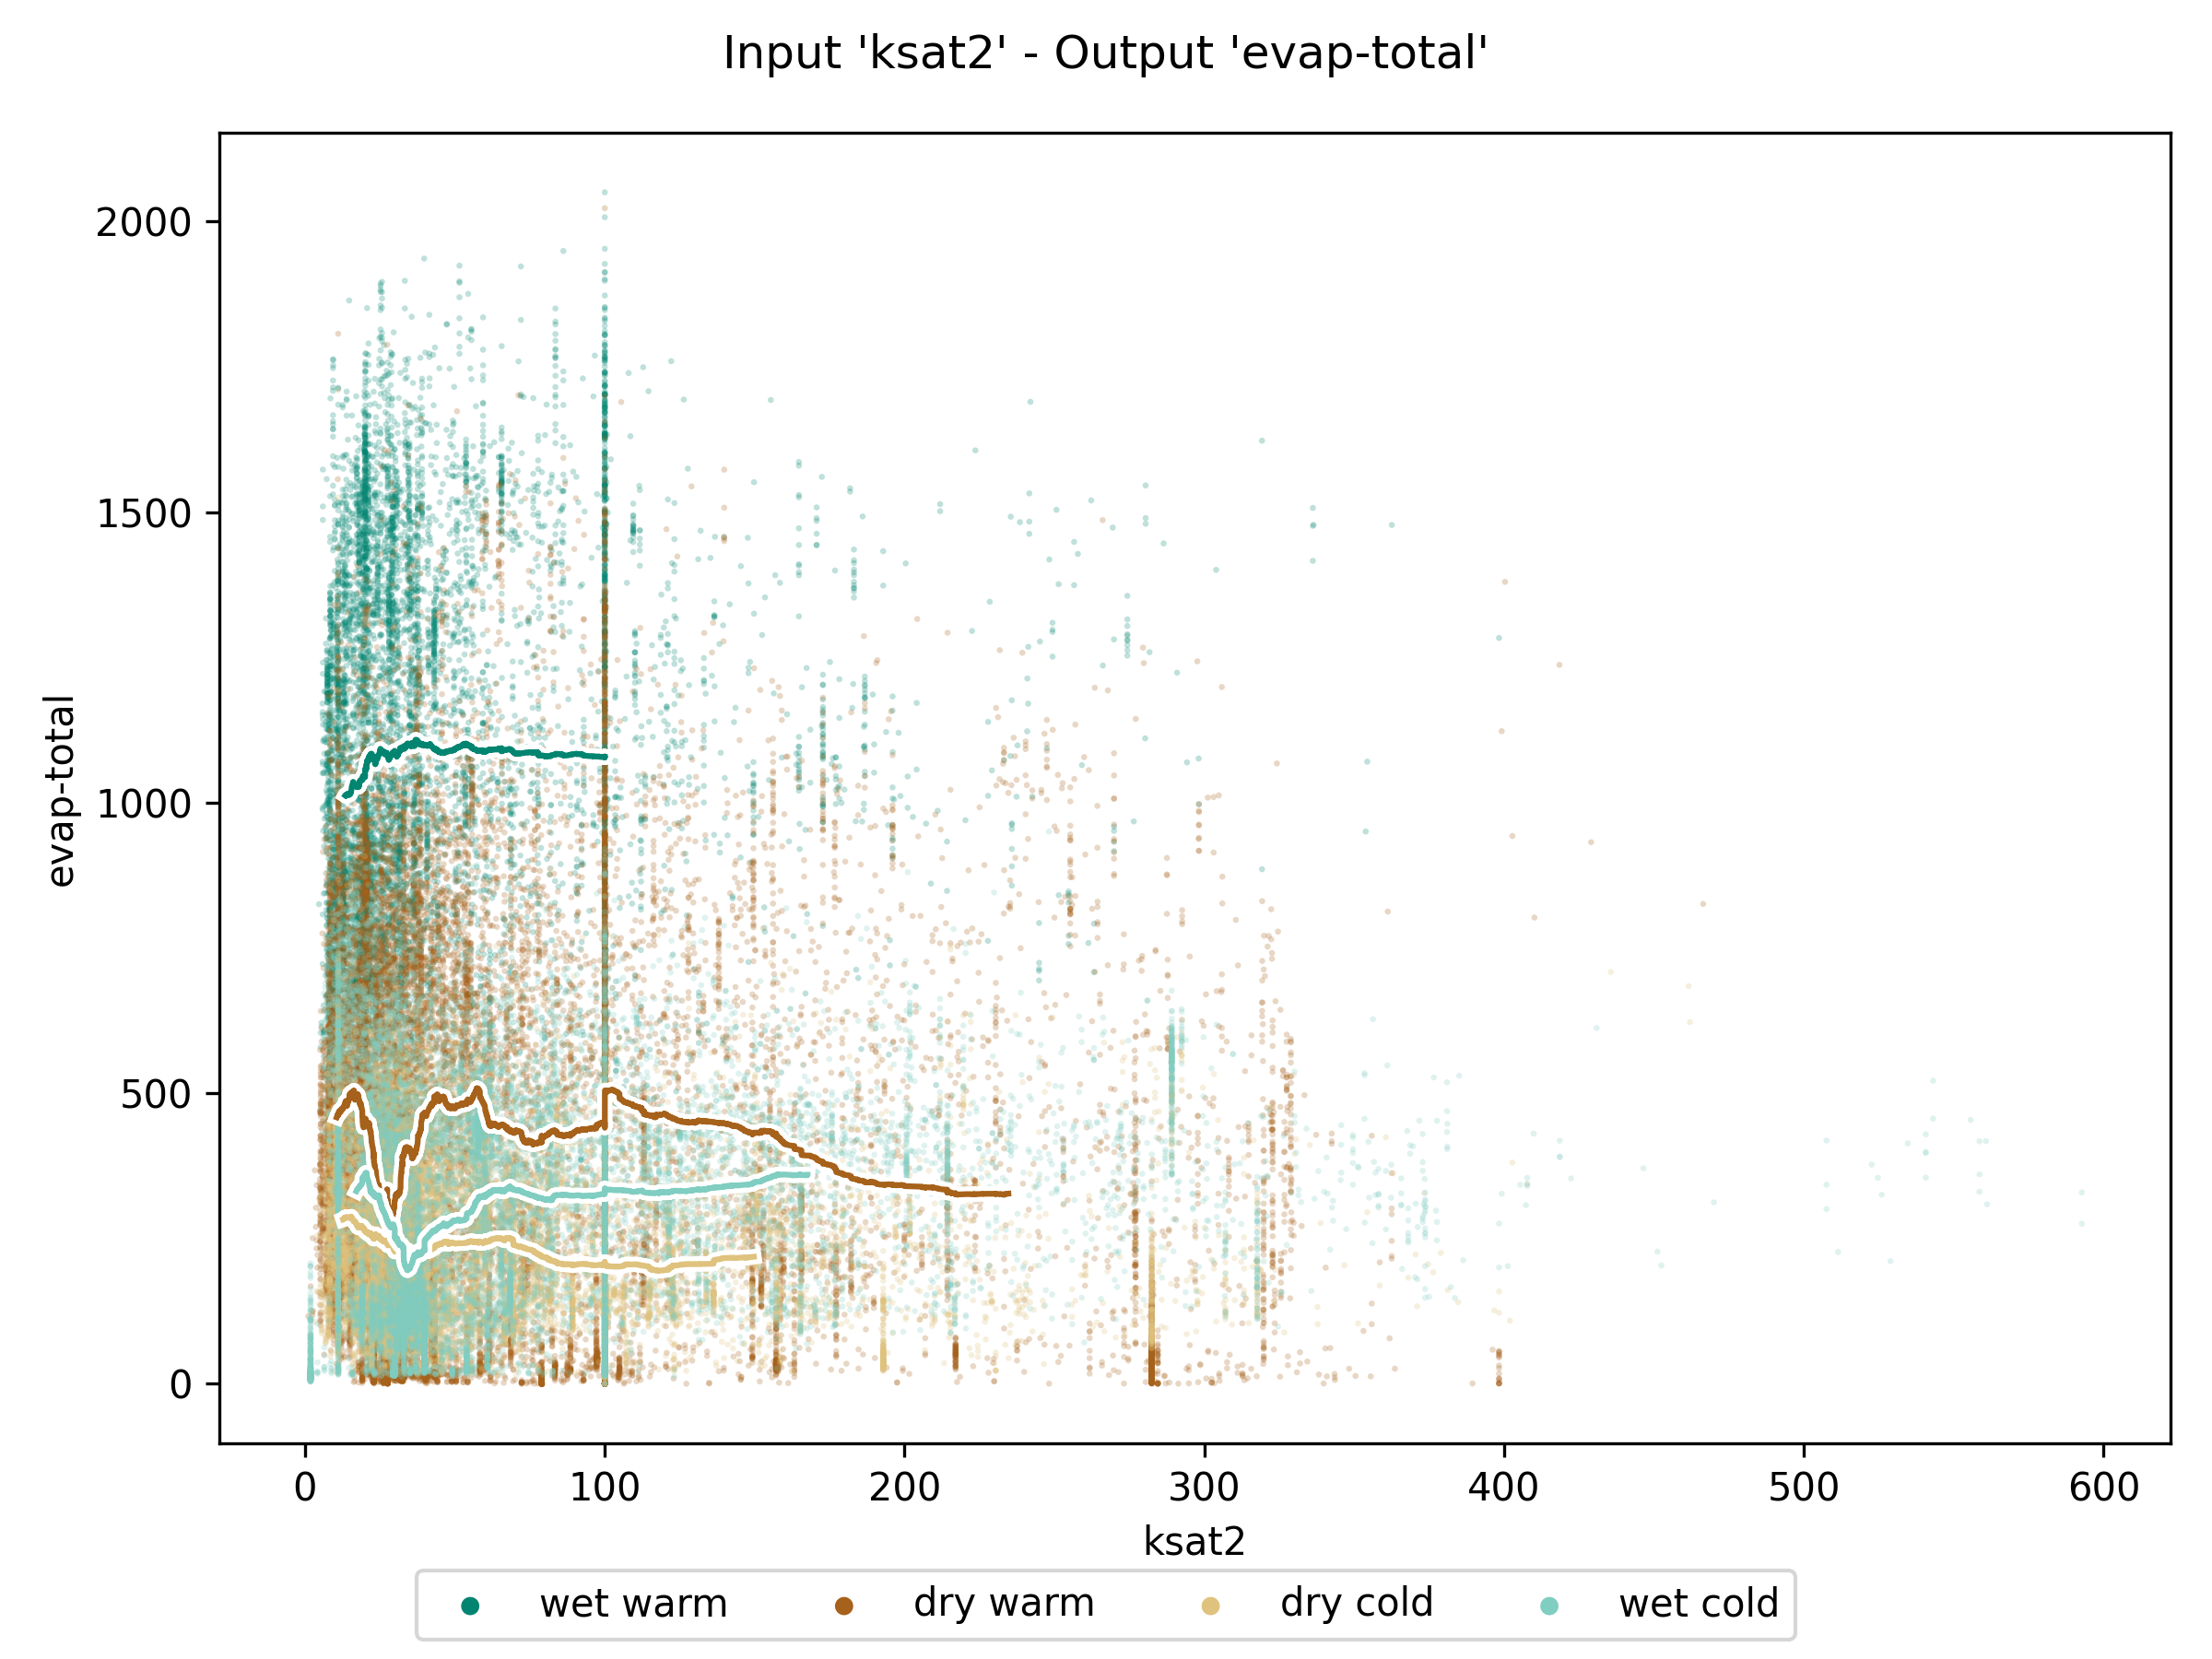 Input 'ksat2' - Output 'evap-total'
evap-total
2000
1500
1000
500
0
0 100 200 300 400 500 600
ksat2
wet warm dry warm dry cold wet cold